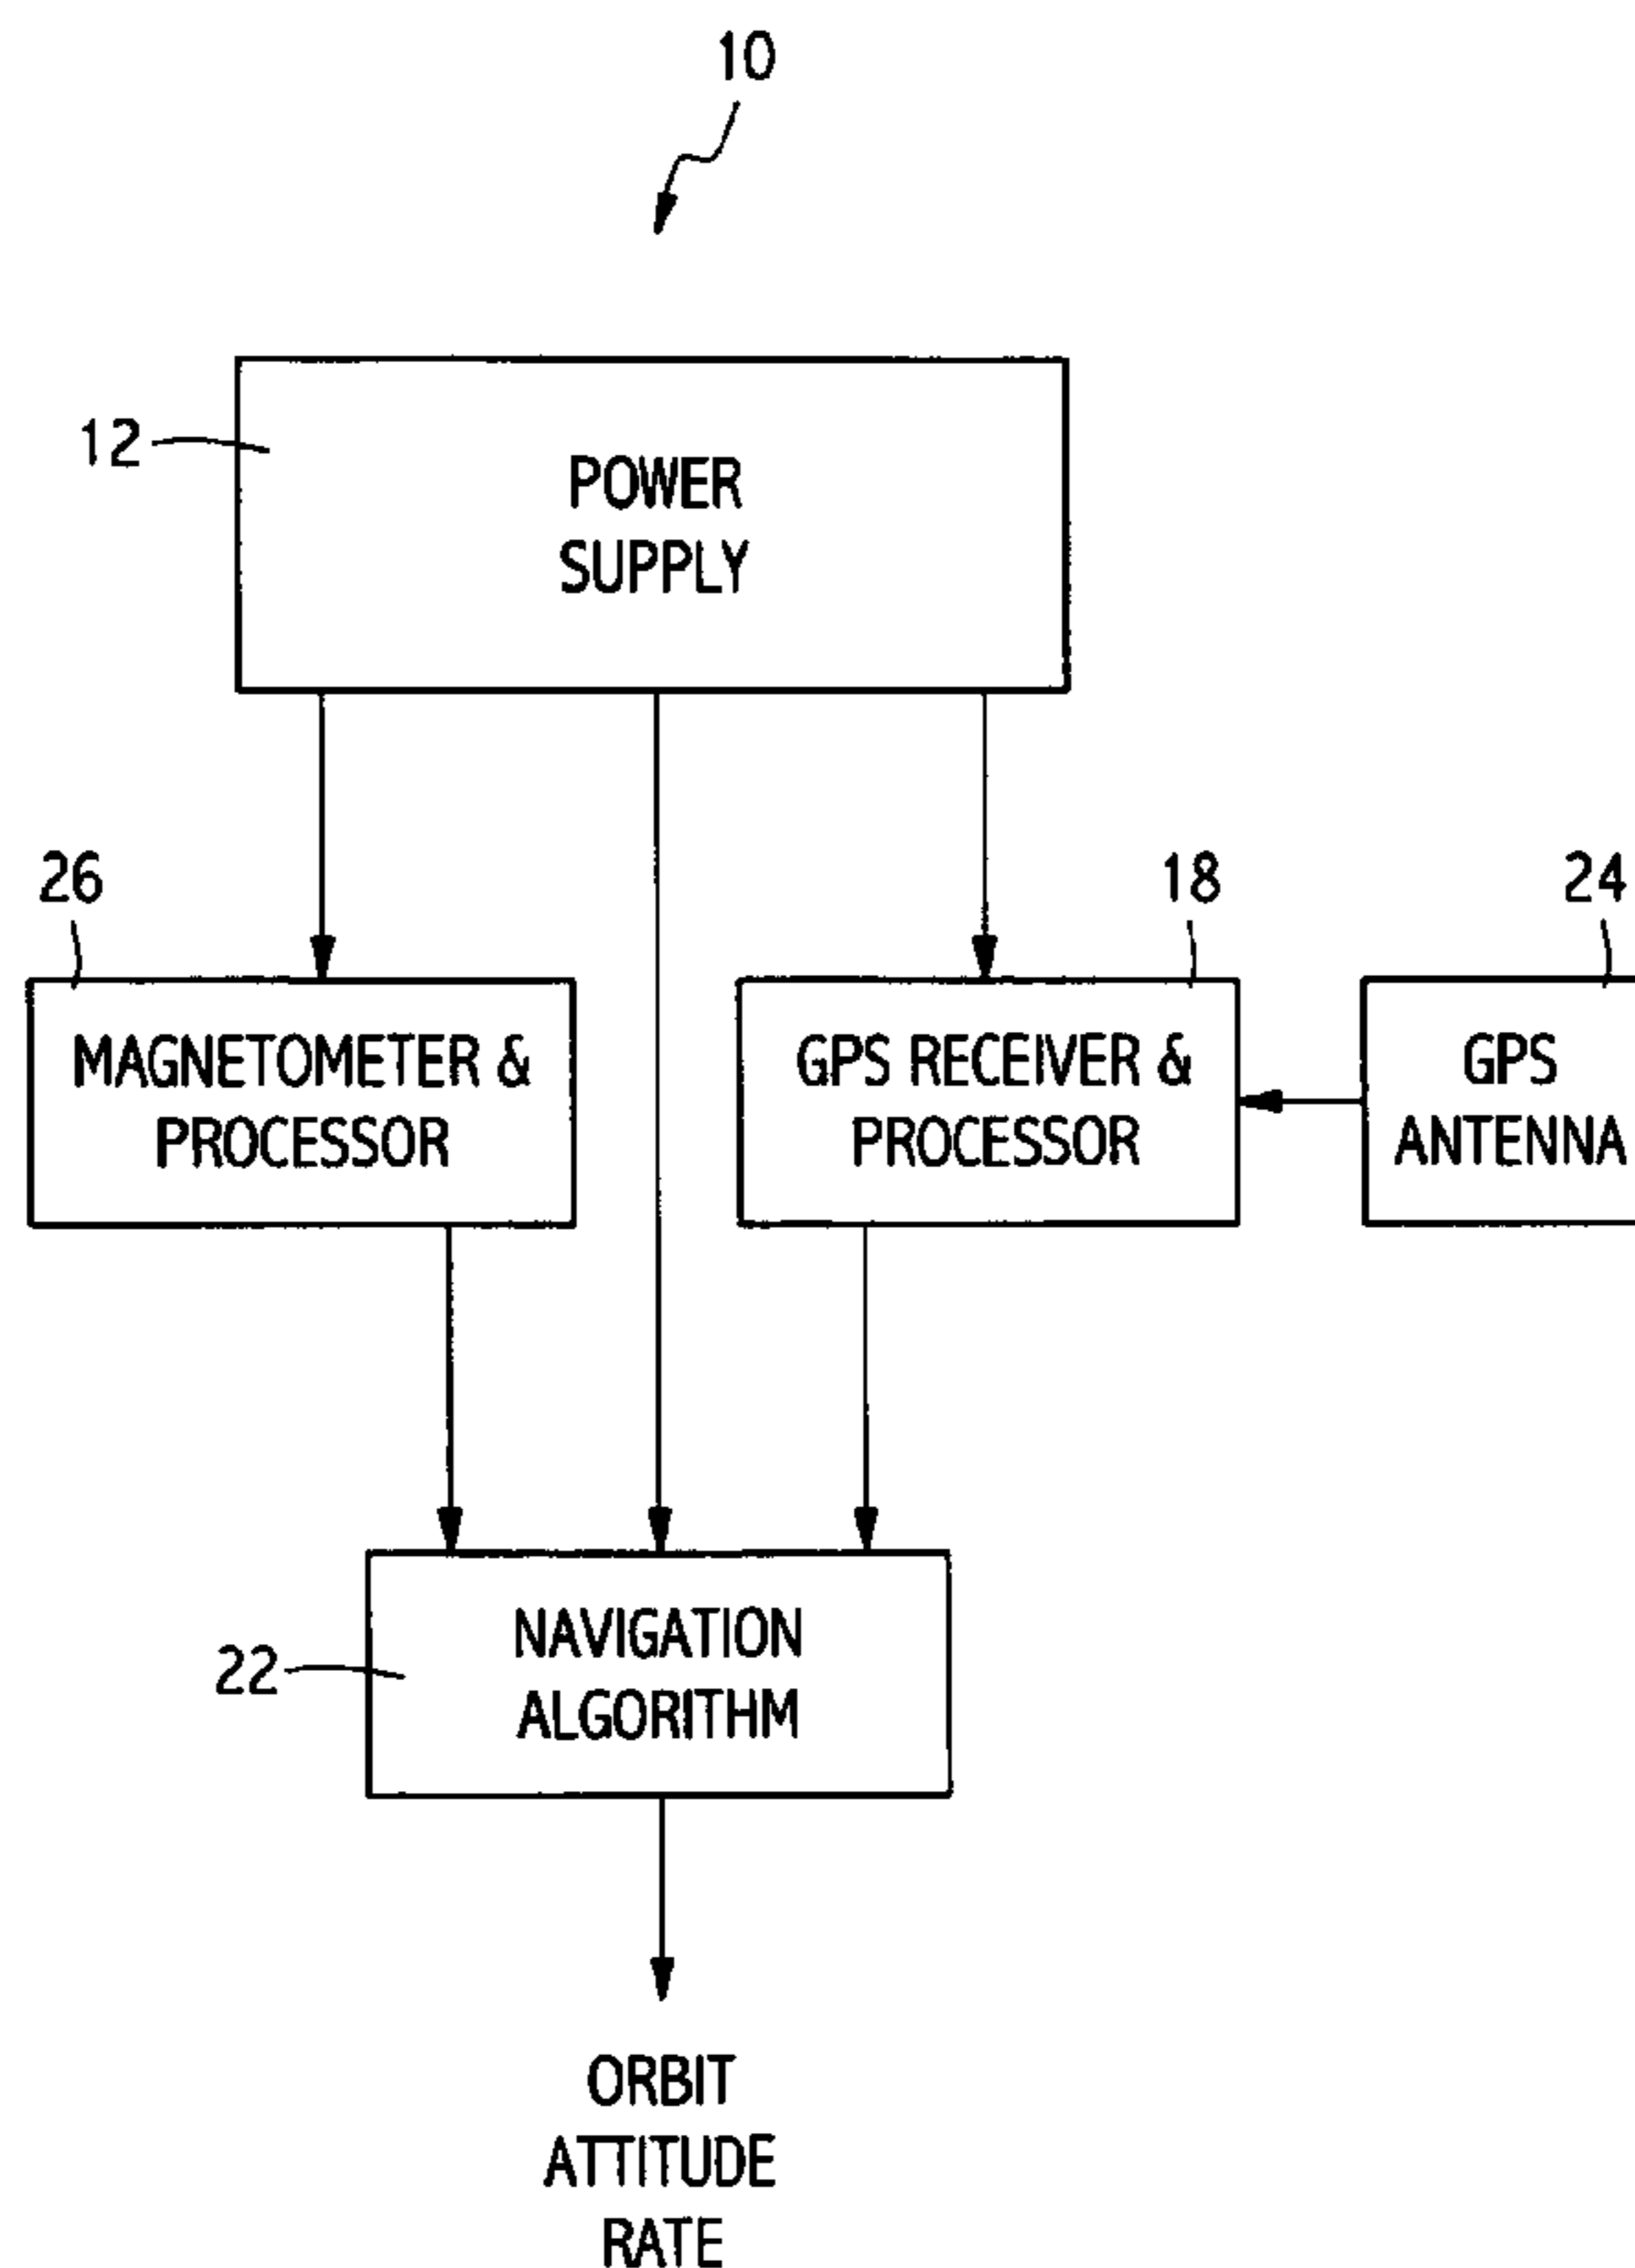 10
12
POWER
SUPPLY
26
18
24
MAGNETOMETER &
PROCESSOR
GPS RECEIVER &
PROCESSOR
GPS
ANTENNA
22
NAVIGATION
ALGORITHM
ORBIT
ATTITUDE
RATE